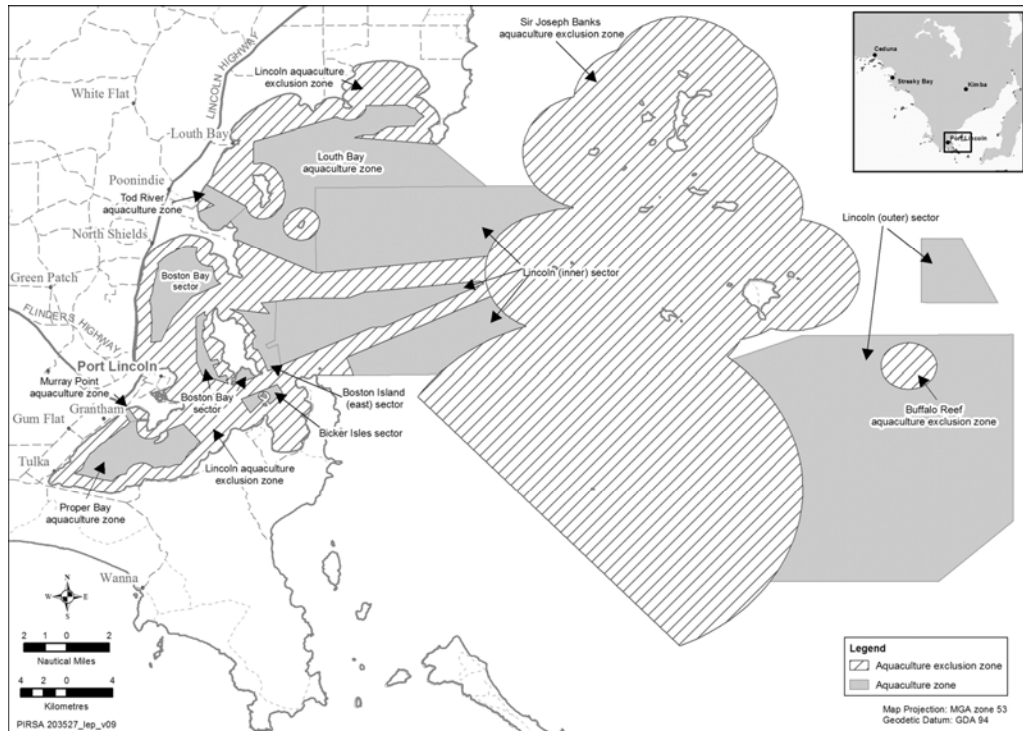 Sir Joseph Banks
aquaculture exclusion zone
Ceduna
Streaky Bay
Kimba
Port Lincoln
LINCOLN HIGHWAY
Lincoln aquaculture
exclusion zone
White Flat
Louth Bay
Louth Bay
aquaculture zone
Poonindie
Tod River
aquaculture zone
North Shields
Lincoln (outer) sector
Boston Bay
sector
Lincoln (inner) sector
Green Patch
FLINDERS HIGHWAY
Port Lincoln
Murray Point
aquaculture zone
Boston Bay
sector
Boston Island
(east) sector
Grantham
Gum Flat
Bicker Isles sector
Buffalo Reef
aquaculture exclusion zone
Tulka
Lincoln aquaculture
exclusion zone
Proper Bay
aquaculture zone
Wanna
N
W E
S
2 1 0 2
Nautical Miles
4 2 0 4
Kilometres
PIRSA 203527_lep_v09
Legend
Aquaculture exclusion zone
Aquaculture zone
Map Projection: MGA zone 53
Geodetic Datum: GDA 94